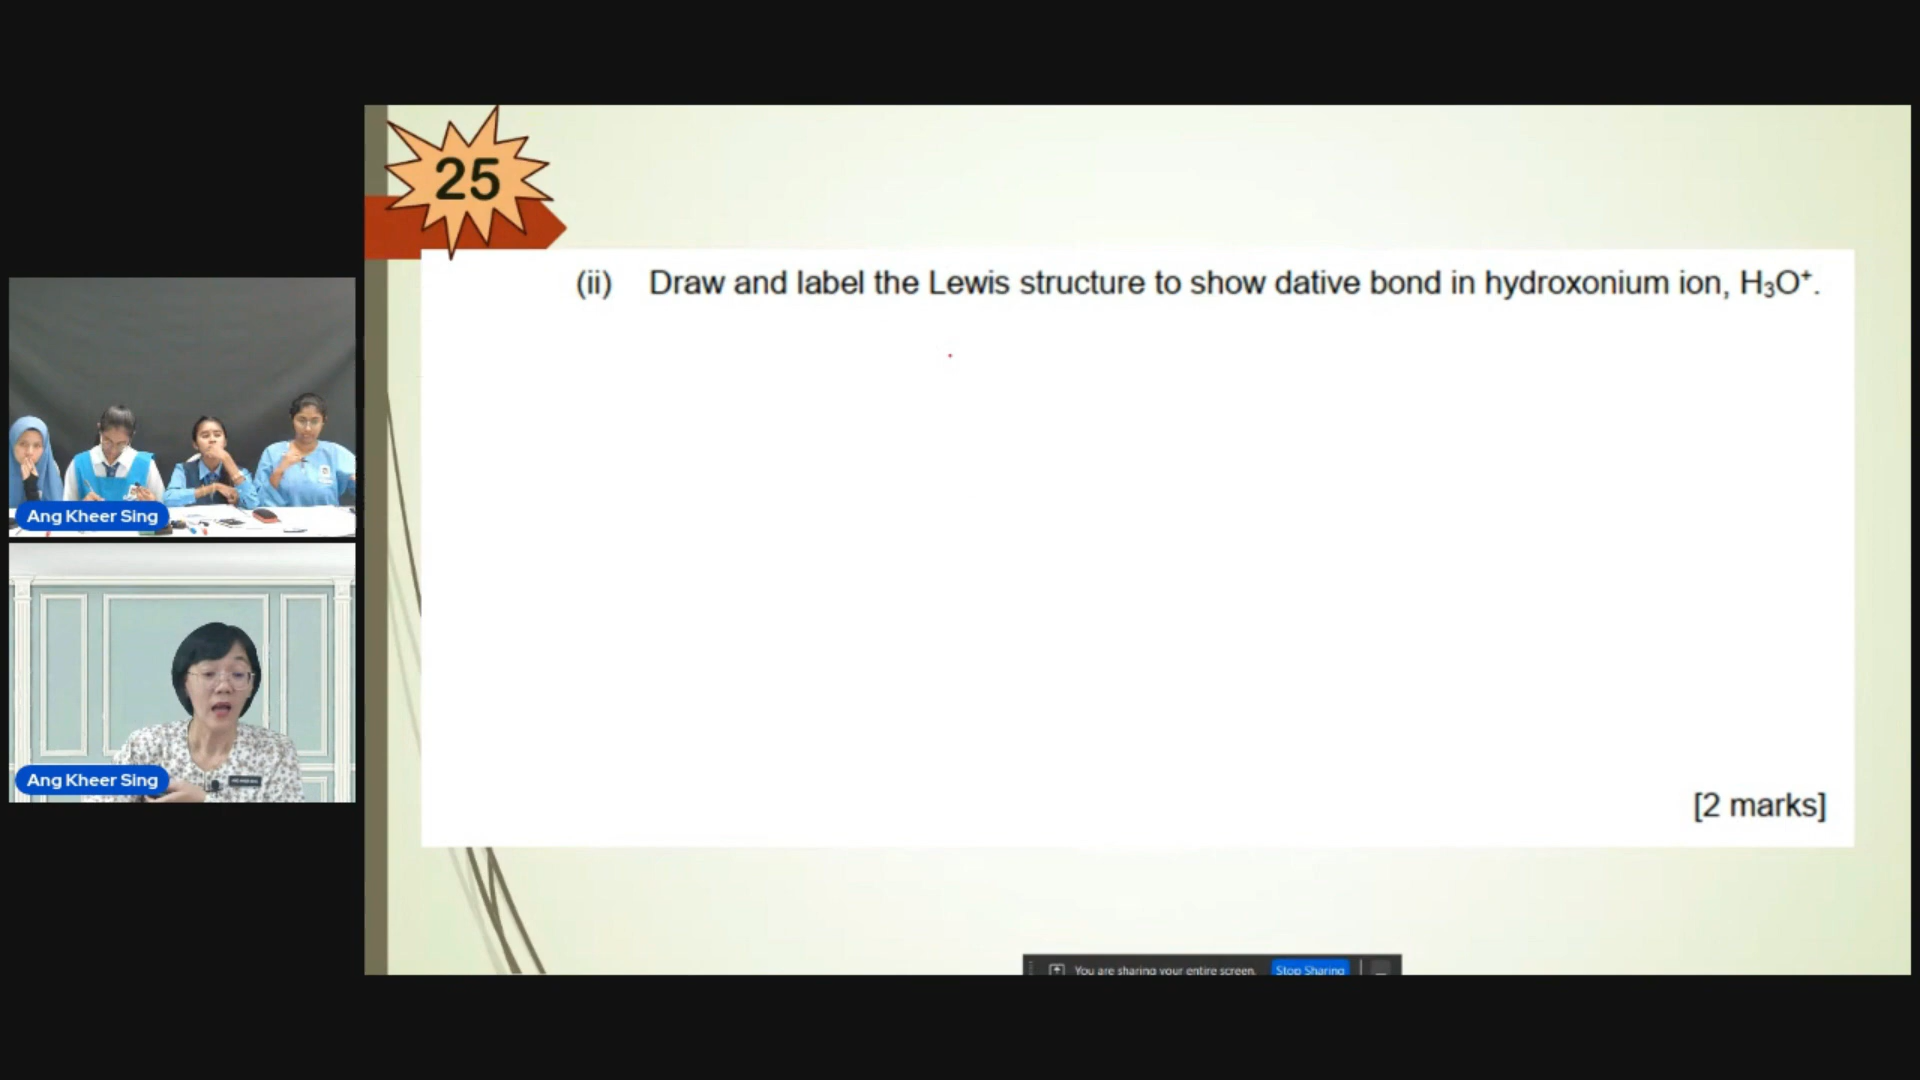 25
(ii) Draw and label the Lewis structure to show dative bond in hydroxonium ion, H₃O⁺.
Ang Kheer Sing
Ang Kheer Sing
[2 marks]
You are sharing your entire screen. Stop Sharing